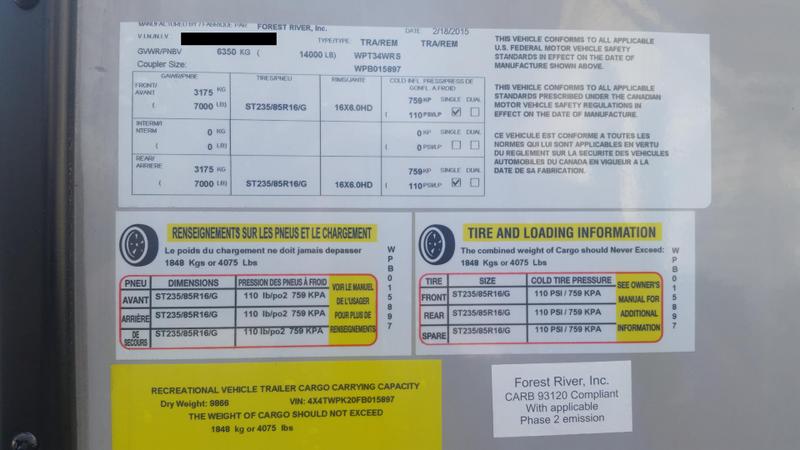 MANUFACTURED BY / FABRIQUE PAR: FOREST RIVER, Inc. DATE 2/18/2015
V.I.N./N.I.V.:
TYPE/TYPE: TRA/REM TRA/REM
GVWR/PNBV 6350 KG ( 14000 LB) WPT34WRS
Coupler Size: WPB015897
GAWR/PNBE TIRES/PNEU RIMS/JANTE COLD INFL. PRESS/PRESS DE GONFL. A FROID
FRONT/ AVANT 3175 KG 759 KP SINGLE DUAL
( 7000 LB) ST235/85R16/G 16X6.0HD ( 110 PSI/LP
INTERM/ NTERM 0 KG 0 KP SINGLE DUAL
( 0 LB) ( 0 PSI/LP
REAR/ ARRIERE 3175 KG 759 KP SINGLE DUAL
( 7000 LB) ST235/85R16/G 16X6.0HD ( 110 PSI/LP
THIS VEHICLE CONFORMS TO ALL APPLICABLE
U.S. FEDERAL MOTOR VEHICLE SAFETY
STANDARDS IN EFFECT ON THE DATE OF
MANUFACTURE SHOWN ABOVE.
THIS VEHICLE CONFORMS TO ALL APPLICABLE
STANDARDS PRESCRIBED UNDER THE CANADIAN
MOTOR VEHICLE SAFETY REGULATIONS IN
EFFECT ON THE DATE OF MANUFACTURE.
CE VEHICULE EST CONFORME A TOUTES LES
NORMES QUI LUI SONT APPLICABLES EN VERTU
DU REGLEMENT SUR LA SECURITE DES VEHICULES
AUTOMOBILES DU CANADA EN VIGUEUR A LA
DATE DE SA FABRICATION.
RENSEIGNEMENTS SUR LES PNEUS ET LE CHARGEMENT
Le poids du chargement ne doit jamais depasser
1848 Kgs or 4075 Lbs
PNEU DIMENSIONS PRESSION DES PNEUS À FROID
AVANT ST235/85R16/G 110 lb/po2 759 KPA
ARRIÈRE ST235/85R16/G 110 lb/po2 759 KPA
DE SECOURS ST235/85R16/G 110 lb/po2 759 KPA
VOIR LE MANUEL
DE L'USAGER
POUR PLUS DE
RENSEIGNEMENTS
WPB015897
TIRE AND LOADING INFORMATION
The combined weight of Cargo should Never Exceed:
1848 Kgs or 4075 Lbs
TIRE SIZE COLD TIRE PRESSURE
FRONT ST235/85R16/G 110 PSI / 759 KPA
REAR ST235/85R16/G 110 PSI / 759 KPA
SPARE ST235/85R16/G 110 PSI / 759 KPA
SEE OWNER'S
MANUAL FOR
ADDITIONAL
INFORMATION
WPB015897
RECREATIONAL VEHICLE TRAILER CARGO CARRYING CAPACITY
Dry Weight: 9866 VIN: 4X4TWPK20FB015897
THE WEIGHT OF CARGO SHOULD NOT EXCEED
1848 kg or 4075 lbs
Forest River, Inc.
CARB 93120 Compliant
With applicable
Phase 2 emission